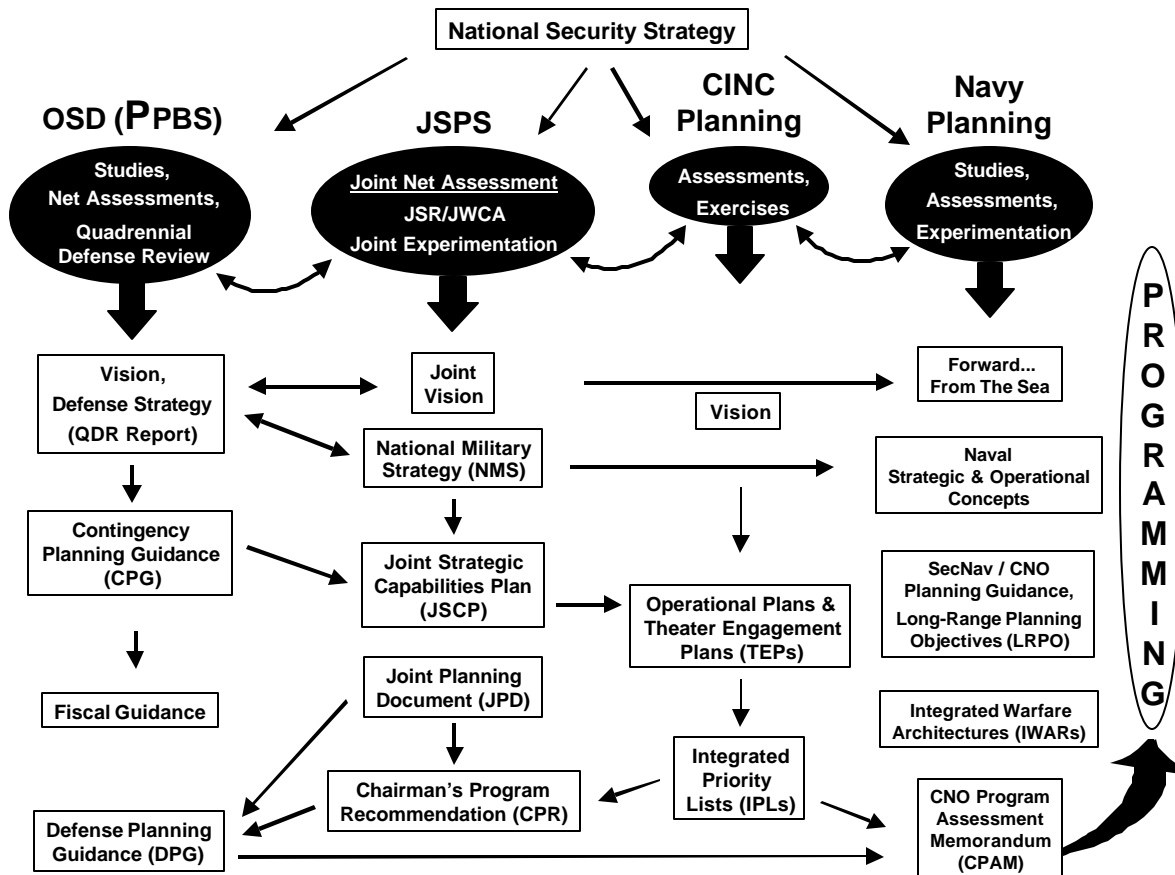 National Security Strategy
OSD (PPPBS)
Studies,
Net Assessments,
Quadrennial
Defense Review
Vision,
Defense Strategy
(QDR Report)
Contingency
Planning Guidance
(CPG)
Fiscal Guidance
Defense Planning
Guidance (DPG)
JSPS
Joint Net Assessment
JSR/JWCA
Joint Experimentation
Joint
Vision
National Military
Strategy (NMS)
Joint Strategic
Capabilities Plan
(JSCP)
Joint Planning
Document (JPD)
Chairman’s Program
Recommendation (CPR)
CINC
Planning
Assessments,
Exercises
Vision
Operational Plans &
Theater Engagement
Plans (TEPs)
Integrated
Priority
Lists (IPLs)
Navy
Planning
Studies,
Assessments,
Experimentation
Forward...
From The Sea
Naval
Strategic & Operational
Concepts
SecNav / CNO
Planning Guidance,
Long-Range Planning
Objectives (LRPO)
Integrated Warfare
Architectures (IWARs)
CNO Program
Assessment
Memorandum
(CPAM)
PROGRAMMING